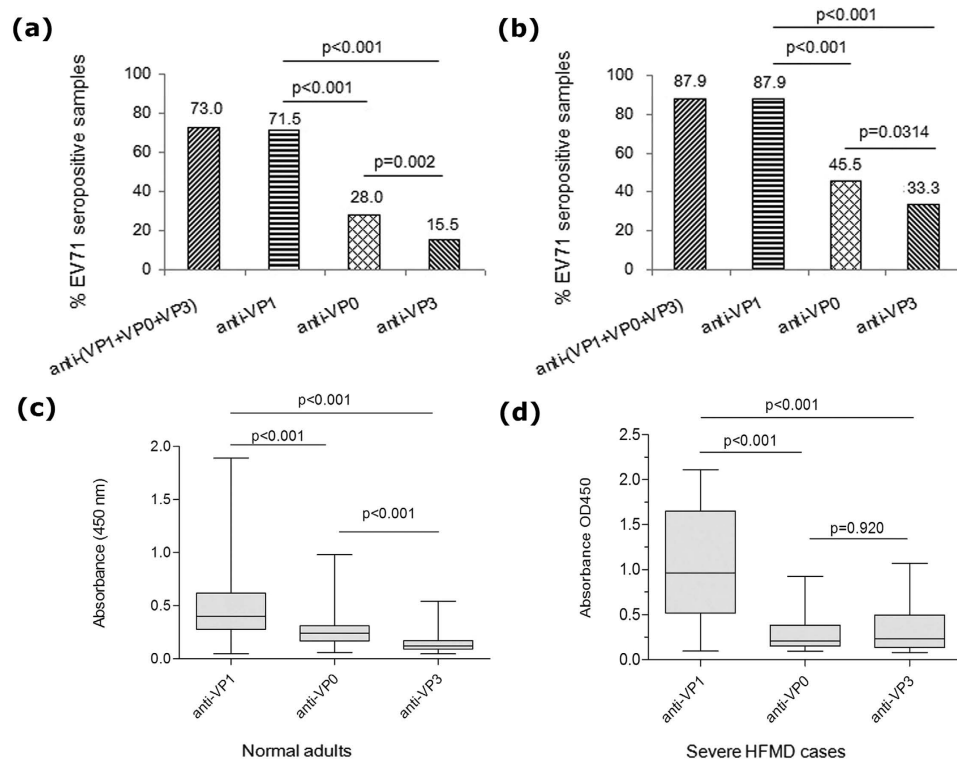 (a)
p<0.001
p<0.001
p=0.002
% EV71 seropositive samples
100
80
60
40
20
0
73.0
71.5
28.0
15.5
anti-(VP1+VP0+VP3)
anti-VP1
anti-VP0
anti-VP3
(b)
p<0.001
p<0.001
p=0.0314
% EV71 seropositive samples
100
80
60
40
20
0
87.9
87.9
45.5
33.3
anti-(VP1+VP0+VP3)
anti-VP1
anti-VP0
anti-VP3
(c)
p<0.001
p<0.001
p<0.001
Absorbance (450 nm)
2.0
1.5
1.0
0.5
0.0
anti-VP1
anti-VP0
anti-VP3
Normal adults
(d)
p<0.001
p<0.001
p=0.920
Absorbance OD450
2.5
2.0
1.5
1.0
0.5
0.0
anti-VP1
anti-VP0
anti-VP3
Severe HFMD cases